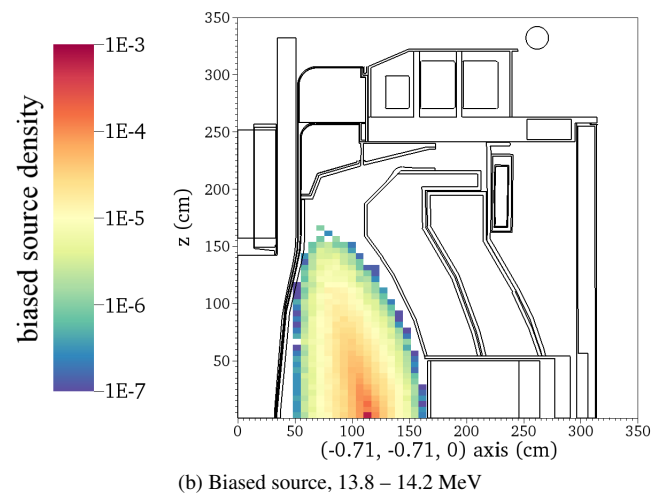 350
300
250
200
150
100
50
z (cm)
0 50 100 150 200 250 300 350
(-0.71, -0.71, 0) axis (cm)
1E-3
1E-4
1E-5
1E-6
1E-7
biased source density
(b) Biased source, 13.8 – 14.2 MeV